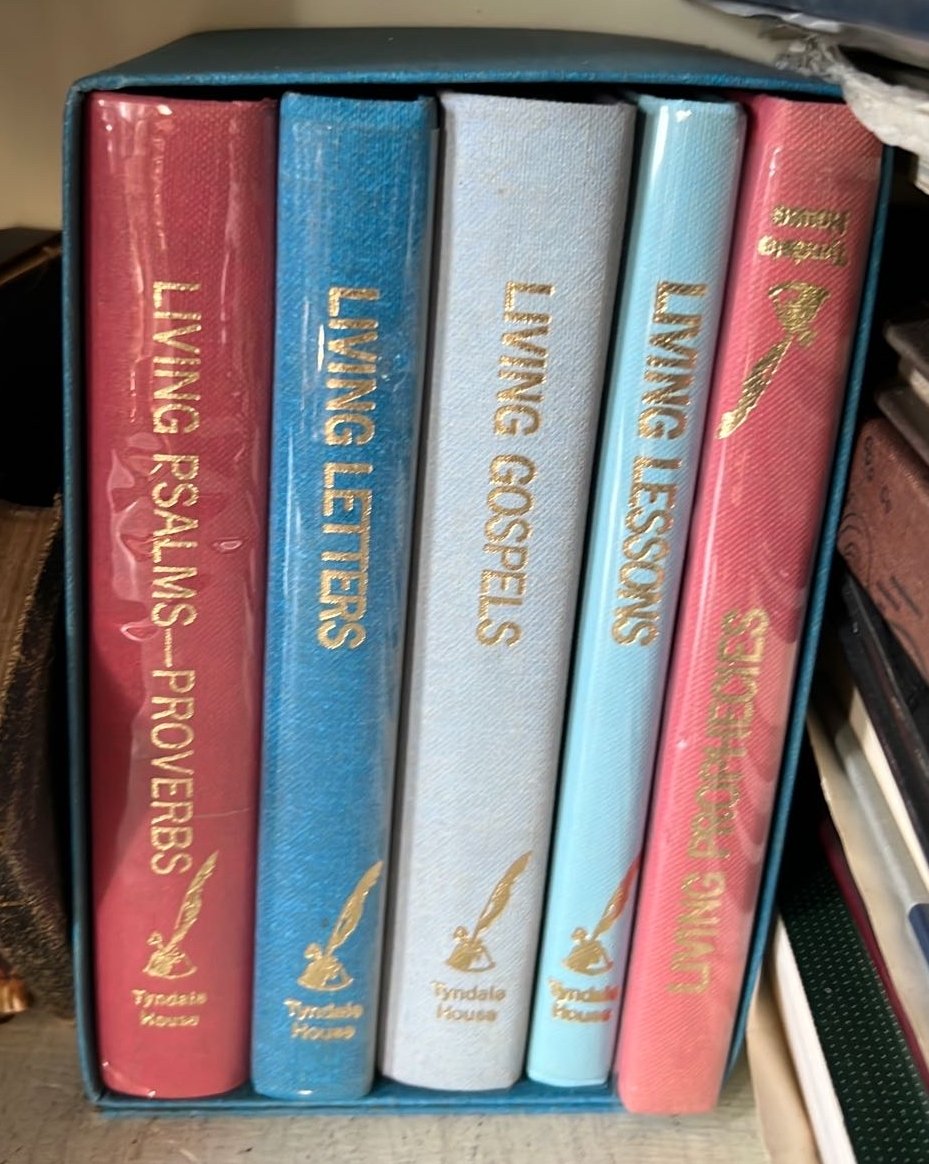 LIVING PSALMS—PROVERBS
Tyndale
House
LIVING LETTERS
Tyndale
House
LIVING GOSPELS
Tyndale
House
LIVING LESSONS
Tyndale
House
LIVING PROPHECIES
Tyndale
House